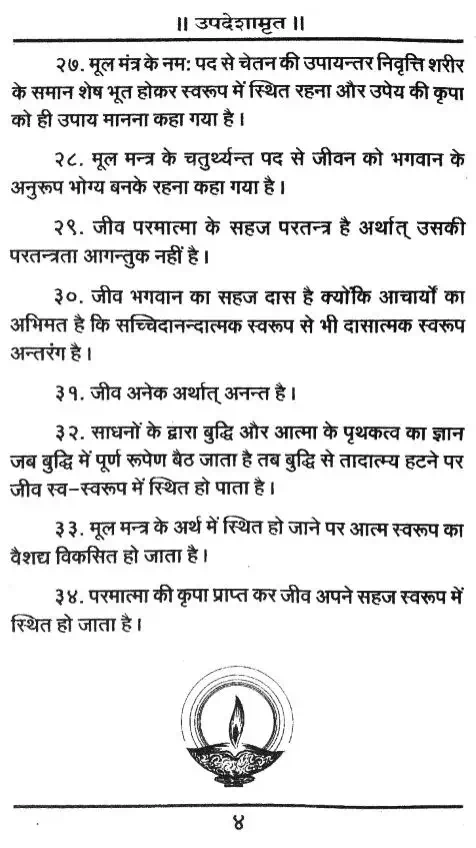 ॥ उपदेशामृत ॥
२७. मूल मंत्र के नम: पद से चेतन की उपायन्तर निवृत्ति शरीर
के समान शेष भूत होकर स्वरूप में स्थित रहना और उपेय की कृपा
को ही उपाय मानना कहा गया है।
२८. मूल मन्त्र के चतुर्थ्यन्त पद से जीवन को भगवान के
अनुरूप भोग्य बनके रहना कहा गया है।
२९. जीव परमात्मा के सहज परतन्त्र है अर्थात् उसकी
परतन्त्रता आगन्तुक नहीं है।
३०. जीव भगवान का सहज दास है क्योंकि आचार्यों का
अभिमत है कि सच्चिदानन्दात्मक स्वरूप से भी दासात्मक स्वरूप
अन्तरंग है।
३१. जीव अनेक अर्थात् अनन्त है।
३२. साधनों के द्वारा बुद्धि और आत्मा के पृथकत्व का ज्ञान
जब बुद्धि में पूर्ण रूपेण बैठ जाता है तब बुद्धि से तादात्म्य हटने पर
जीव स्व-स्वरूप में स्थित हो पाता है।
३३. मूल मन्त्र के अर्थ में स्थित हो जाने पर आत्म स्वरूप का
वैशद्य विकसित हो जाता है।
३४. परमात्मा की कृपा प्राप्त कर जीव अपने सहज स्वरूप में
स्थित हो जाता है।
४